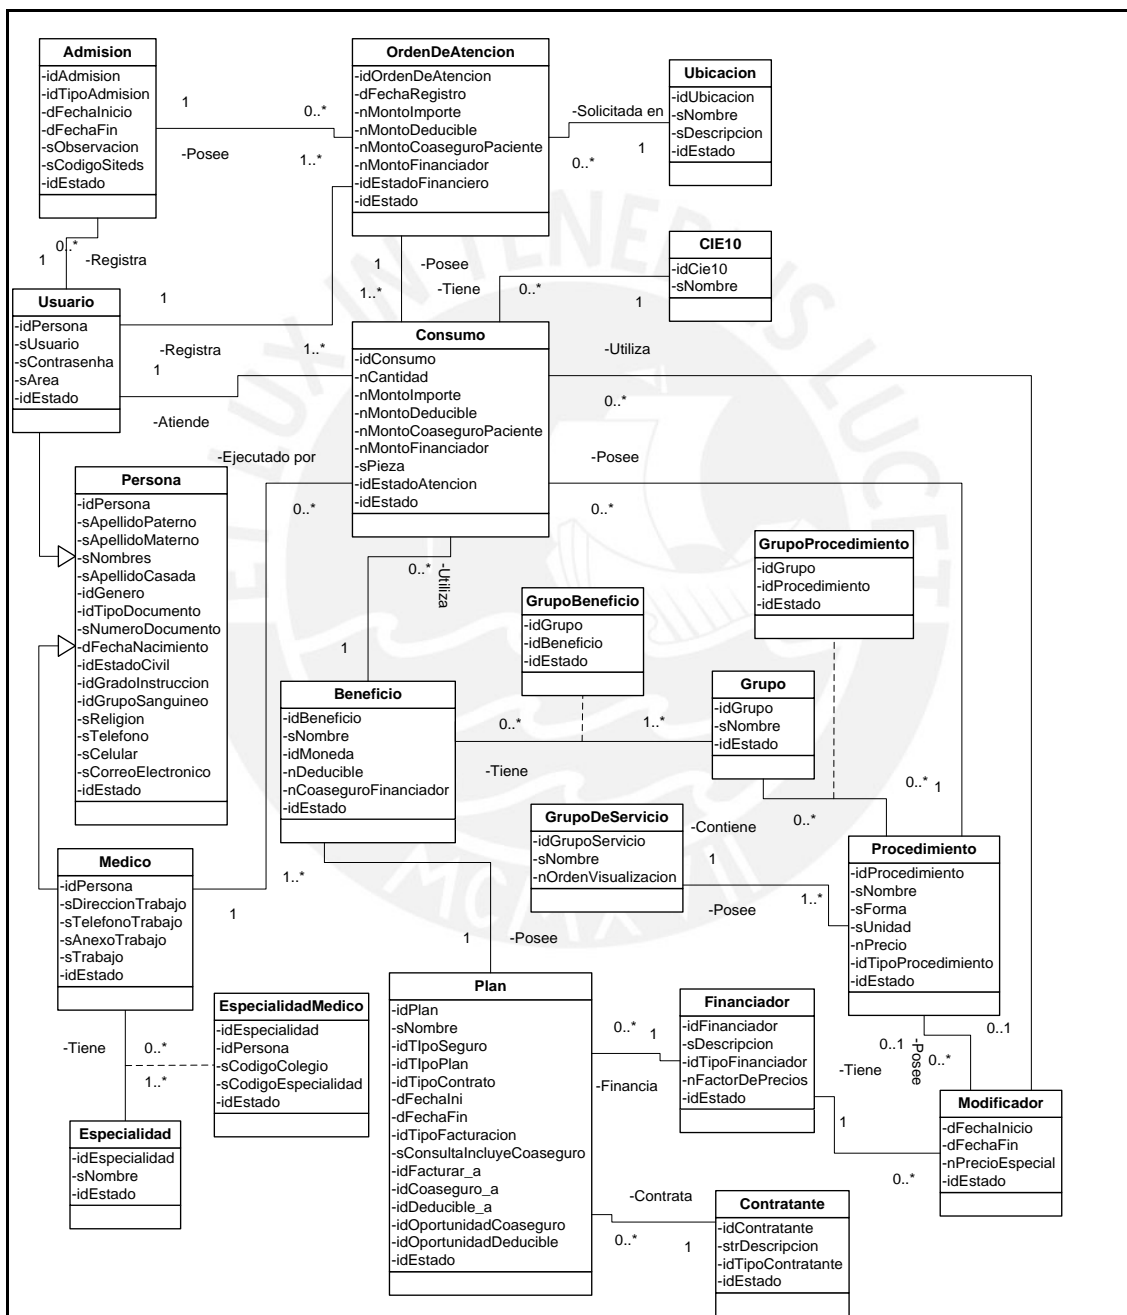 Admision
-idAdmision
-idTipoAdmision
-dFechaInicio
-dFechaFin
-sObservacion
-sCodigoSiteds
-idEstado
OrdenDeAtencion
-idOrdenDeAtencion
-dFechaRegistro
-nMontoImporte
-nMontoDeducible
-nMontoCoaseguroPaciente
-nMontoFinanciador
-idEstadoFinanciero
-idEstado
Ubicacion
-idUbicacion
-sNombre
-sDescripcion
-idEstado
1
0..*
-Posee
1..*
-Solicitada en
0..*
1
CIE10
-idCie10
-sNombre
0..*
1
-Registra
1
-Posee
1..*
-Tiene
0..*
1
Usuario
-idPersona
-sUsuario
-sContrasenha
-sArea
-idEstado
1
-Registra
1..*
1
-Atiende
Consumo
-idConsumo
-nCantidad
-nMontoImporte
-nMontoDeducible
-nMontoCoaseguroPaciente
-nMontoFinanciador
-sPieza
-idEstadoAtencion
-idEstado
-Utiliza
0..*
-Posee
0..*
-Ejecutado por
0..*
Persona
-idPersona
-sApellidoPaterno
-sApellidoMaterno
-sNombres
-sApellidoCasada
-idGenero
-idTipoDocumento
-sNumeroDocumento
-dFechaNacimiento
-idEstadoCivil
-idGradoInstruccion
-idGrupoSanguineo
-sReligion
-sTelefono
-sCelular
-sCorreoElectronico
-idEstado
0..*
-Utiliza
1
GrupoBeneficio
-idGrupo
-idBeneficio
-idEstado
GrupoProcedimiento
-idGrupo
-idProcedimiento
-idEstado
Beneficio
-idBeneficio
-sNombre
-idMoneda
-nDeducible
-nCoaseguroFinanciador
-idEstado
0..*
1..*
-Tiene
Grupo
-idGrupo
-sNombre
-idEstado
0..*
1
-Contiene
0..*
GrupoDeServicio
-idGrupoServicio
-sNombre
-nOrdenVisualizacion
1
1..*
-Posee
Procedimiento
-idProcedimiento
-sNombre
-sForma
-sUnidad
-nPrecio
-idTipoProcedimiento
-idEstado
Medico
-idPersona
-sDireccionTrabajo
-sTelefonoTrabajo
-sAnexoTrabajo
-sTrabajo
-idEstado
1
1..*
1
-Posee
-Tiene
0..*
1..*
EspecialidadMedico
-idEspecialidad
-idPersona
-sCodigoColegio
-sCodigoEspecialidad
-idEstado
Especialidad
-idEspecialidad
-sNombre
-idEstado
Plan
-idPlan
-sNombre
-idTIpoSeguro
-idTIpoPlan
-idTipoContrato
-dFechaIni
-dFechaFin
-idTipoFacturacion
-sConsultaIncluyeCoaseguro
-idFacturar_a
-idCoaseguro_a
-idDeducible_a
-idOportunidadCoaseguro
-idOportunidadDeducible
-idEstado
0..*
1
-Financia
Financiador
-idFinanciador
-sDescripcion
-idTipoFinanciador
-nFactorDePrecios
-idEstado
0..1
-Posee
0..*
0..1
-Tiene
1
0..*
Modificador
-dFechaInicio
-dFechaFin
-nPrecioEspecial
-idEstado
-Contrata
0..*
1
Contratante
-idContratante
-strDescripcion
-idTipoContratante
-idEstado
ET LUX IN TENEBRIS LUCET
MCMXVII